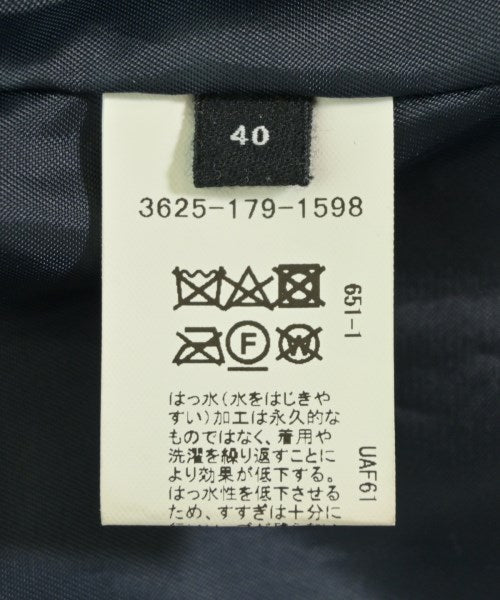 40
3625-179-1598
651-1
F
W
はっ水(水をはじきや
すい)加工は永久的な
ものではなく、着用や
洗濯を繰り返すことに
より効果が低下する。
はっ水性を低下させる
ため、すすぎは十分に
UAF61